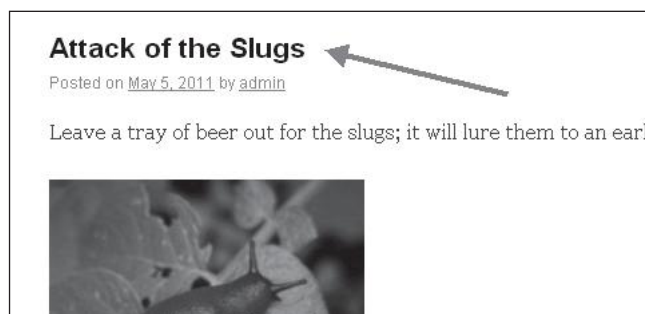 Attack of the Slugs
Posted on May 5, 2011 by admin
Leave a tray of beer out for the slugs; it will lure them to an